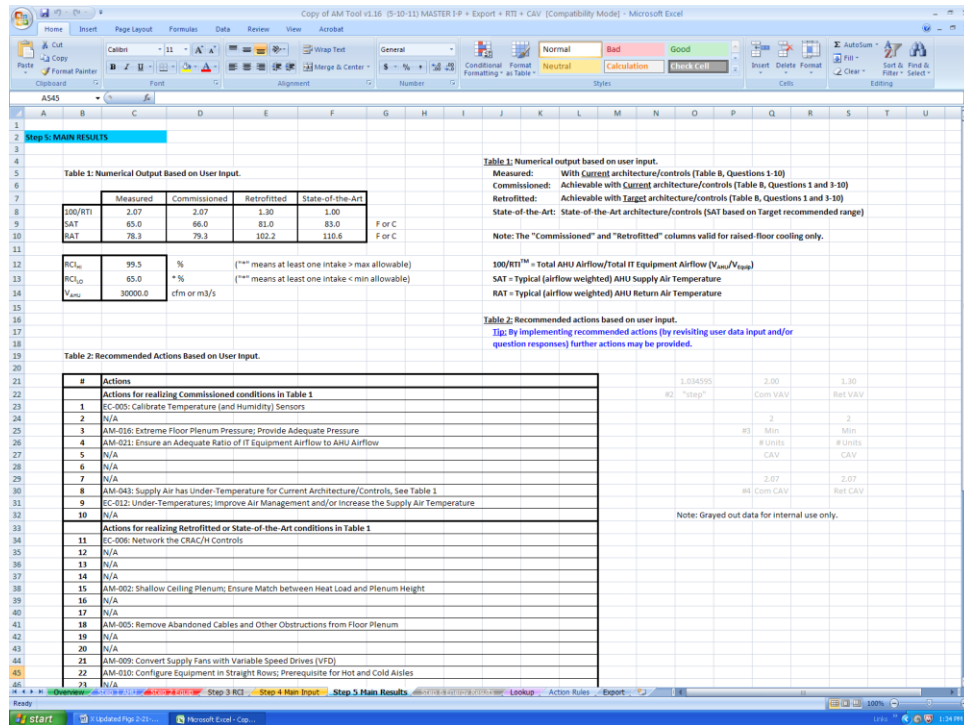 Copy of AM Tool v1.16 (5-10-11) MASTER I-P + Export + RTI + CAV [Compatibility Mode] - Microsoft Excel
Home Insert Page Layout Formulas Data Review View Acrobat
Cut
Copy
Format Painter
Paste
Calibri 11
Wrap Text
Merge & Center
General
Conditional Formatting
Format as Table
Normal Bad Good
Neutral Calculation Check Cell
Insert Delete Format
AutoSum
Fill
Clear
Sort & Filter
Find & Select
Clipboard Font Alignment Number Styles Cells Editing
A545 fx
A B C D E F G H I J K L M N O P Q R S T U
Step 5: MAIN RESULTS
Table 1: Numerical Output Based on User Input.
Measured Commissioned Retrofitted State-of-the-Art
100/RTI 2.07 2.07 1.30 1.00
SAT 65.0 66.0 81.0 83.0 F or C
RAT 78.3 79.3 102.2 110.6 F or C
RCI HI 99.5 % ("*" means at least one intake > max allowable)
RCI LO 65.0 * % ("*" means at least one intake < min allowable)
V AHU 30000.0 cfm or m3/s
Table 1: Numerical output based on user input.
Measured: With Current architecture/controls (Table B, Questions 1-10)
Commissioned: Achievable with Current architecture/controls (Table B, Questions 1 and 3-10)
Retrofitted: Achievable with Target architecture/controls (Table B, Questions 1 and 3-10)
State-of-the-Art: State-of-the-Art architecture/controls (SAT based on Target recommended range)
Note: The "Commissioned" and "Retrofitted" columns valid for raised-floor cooling only.
100/RTI™ = Total AHU Airflow/Total IT Equipment Airflow (V AHU/V Equip)
SAT = Typical (airflow weighted) AHU Supply Air Temperature
RAT = Typical (airflow weighted) AHU Return Air Temperature
Table 2: Recommended actions based on user input.
Tip: By implementing recommended actions (by revisiting user data input and/or
question responses) further actions may be provided.
Table 2: Recommended Actions Based on User Input.
# Actions
Actions for realizing Commissioned conditions in Table 1
1 EC-005: Calibrate Temperature (and Humidity) Sensors
2 N/A
3 AM-016: Extreme Floor Plenum Pressure; Provide Adequate Pressure
4 AM-021: Ensure an Adequate Ratio of IT Equipment Airflow to AHU Airflow
5 N/A
6 N/A
7 N/A
8 AM-043: Supply Air has Under-Temperature for Current Architecture/Controls, See Table 1
9 EC-012: Under-Temperatures; Improve Air Management and/or Increase the Supply Air Temperature
10 N/A
Actions for realizing Retrofitted or State-of-the-Art conditions in Table 1
11 EC-006: Network the CRAC/H Controls
12 N/A
13 N/A
14 N/A
15 AM-002: Shallow Ceiling Plenum; Ensure Match between Heat Load and Plenum Height
16 N/A
17 N/A
18 AM-005: Remove Abandoned Cables and Other Obstructions from Floor Plenum
19 N/A
20 N/A
21 AM-009: Convert Supply Fans with Variable Speed Drives (VFD)
22 AM-010: Configure Equipment in Straight Rows; Prerequisite for Hot and Cold Aisles
23 N/A
1.034595 2.00 1.30
#2 "step" Com VAV Ret VAV
2 2
#3 Min Min
# Units # Units
CAV CAV
2.07 2.07
#4 Com CAV Ret CAV
Note: Grayed out data for internal use only.
Overview Step 1 AHU Step 2 Equip Step 3 RCI Step 4 Main Input Step 5 Main Results Step 6 Energy Results Lookup Action Rules Export
Ready 100%
start X Updated Figs 2-21-... Microsoft Excel - Cop... Links 1:34 PM